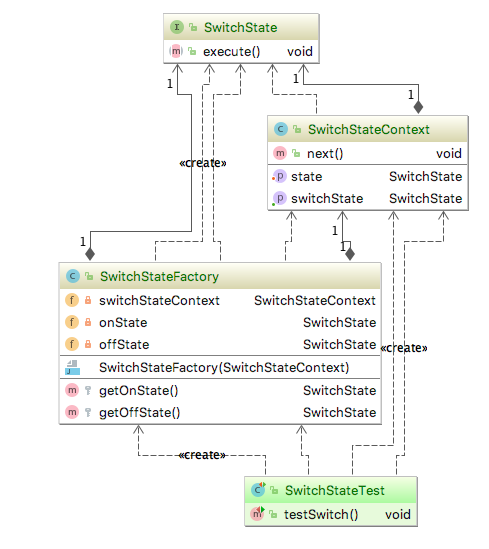 SwitchState
execute() void
1
1
1
SwitchStateContext
next() void
state SwitchState
switchState SwitchState
«create»
1
1
1
SwitchStateFactory
switchStateContext SwitchStateContext
onState SwitchState
offState SwitchState
SwitchStateFactory(SwitchStateContext)
getOnState() SwitchState
getOffState() SwitchState
«create»
«create»
SwitchStateTest
testSwitch() void